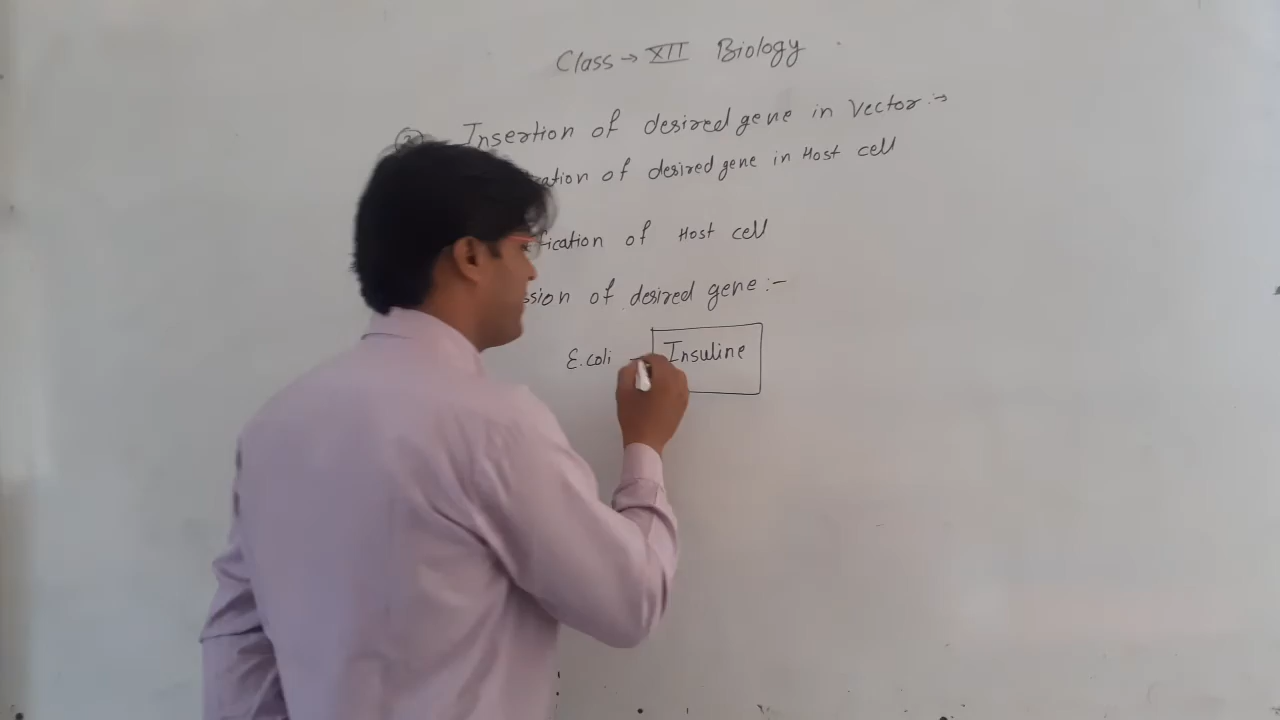 Class → XII Biology
Insertion of desired gene in Vector :→
of desired gene in Host cell
of Host cell
of desired gene :-
E.coli → Insuline